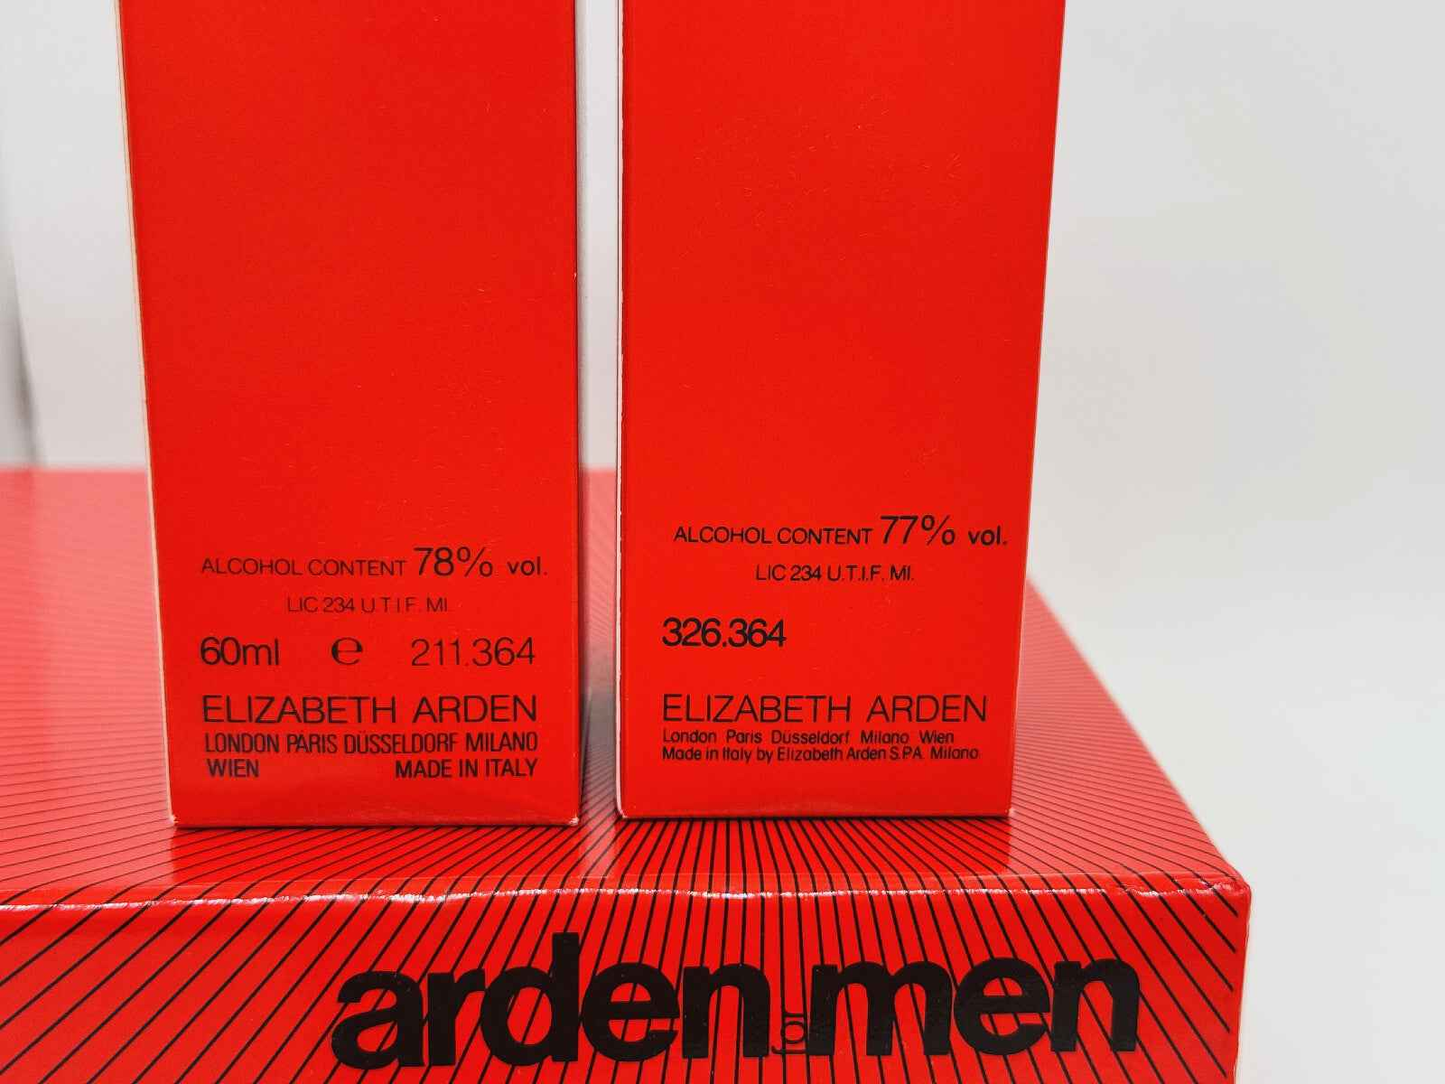 ALCOHOL CONTENT 78% vol.
LIC 234 U.T.I.F. MI.
60ml ℮ 211.364
ELIZABETH ARDEN
LONDON PARIS DÜSSELDORF MILANO
WIEN MADE IN ITALY
ALCOHOL CONTENT 77% vol.
LIC 234 U.T.I.F. MI.
326.364
ELIZABETH ARDEN
London Paris Düsseldorf Milano Wien
Made in Italy by Elizabeth Arden S.P.A. Milano
arden for men